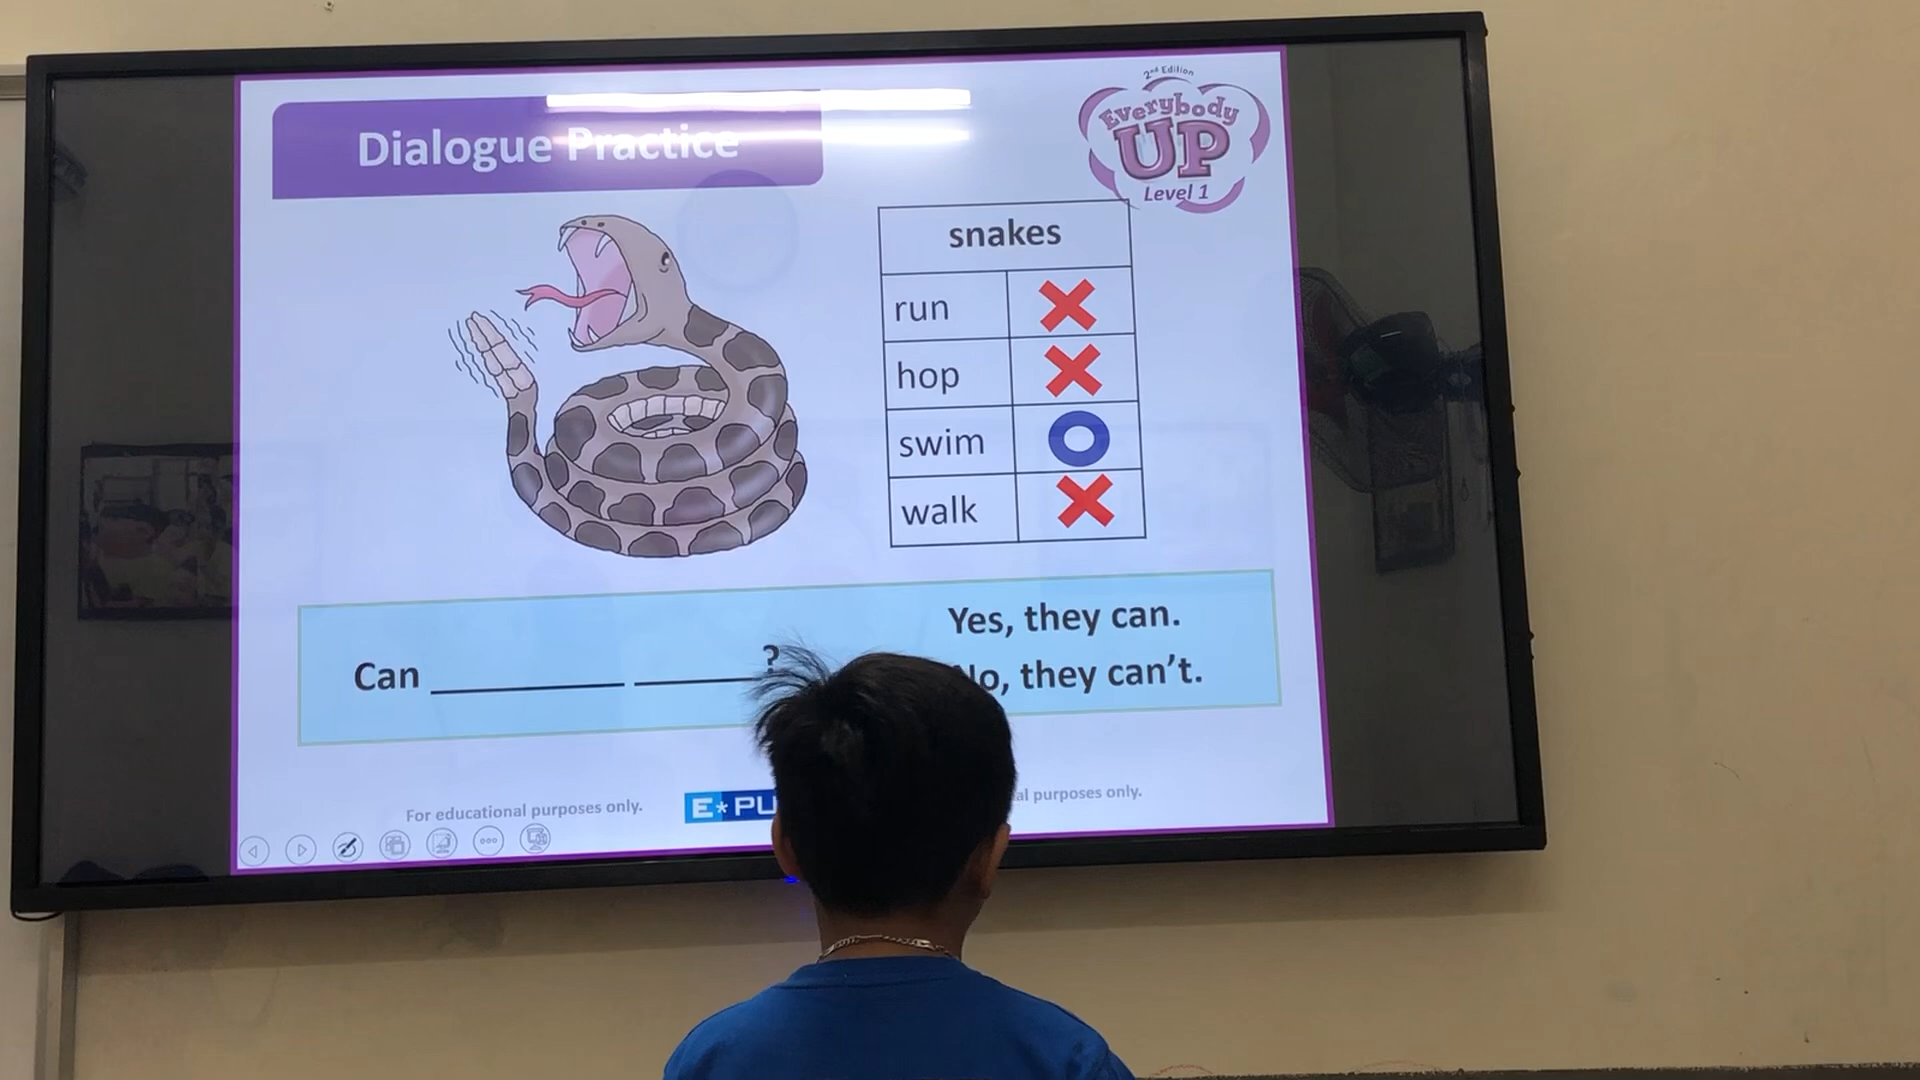 2nd Edition
Everybody
UP
Level 1
Dialogue Practice
snakes
run
hop
swim
walk
Can ? 
Yes, they can.
No, they can't.
For educational purposes only.
purposes only.